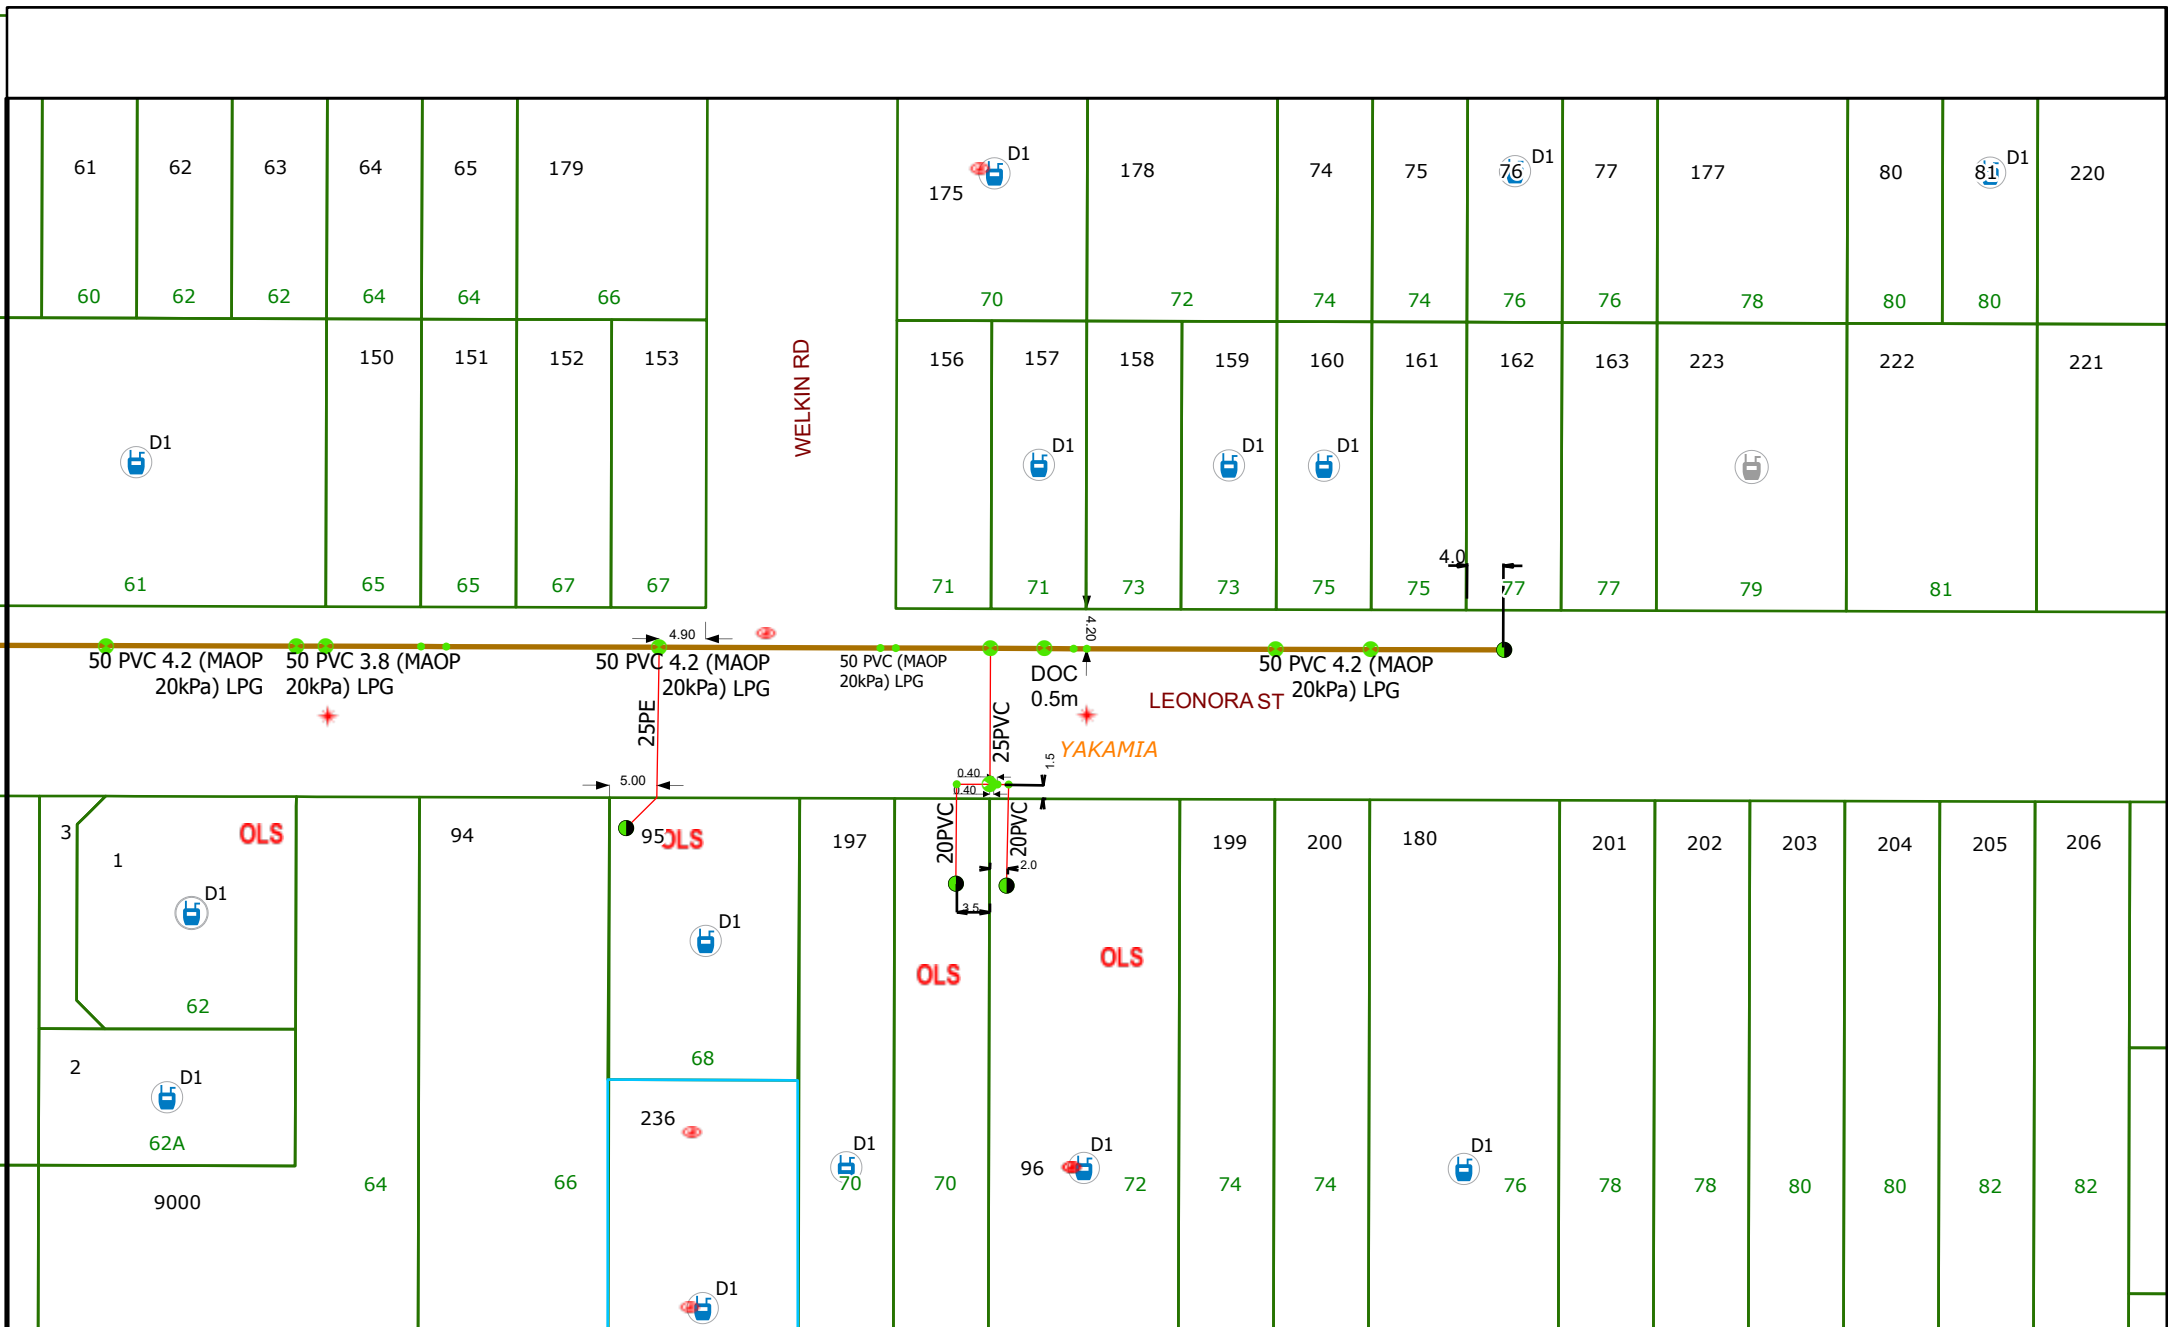 61
62
63
64
65
179
175
D1
178
74
75
76
D1
77
177
80
81
D1
220
60
62
62
64
64
66
70
72
74
74
76
76
78
80
80
150
151
152
153
WELKIN RD
156
157
158
159
160
161
162
163
223
222
221
D1
D1
D1
D1
61
65
65
67
67
71
71
73
73
75
75
4.0
77
77
79
81
4.90
4.20
50 PVC 4.2 (MAOP
20kPa) LPG
50 PVC 3.8 (MAOP
20kPa) LPG
50 PVC 4.2 (MAOP
20kPa) LPG
50 PVC (MAOP
20kPa) LPG
DOC
0.5m
50 PVC 4.2 (MAOP
20kPa) LPG
LEONORA ST
YAKAMIA
25PE
25PVC
5.00
0.40
0.40
1.5
3
1
OLS
94
95
OLS
197
20PVC
20PVC
2.0
3.5
199
200
180
201
202
203
204
205
206
D1
D1
OLS
OLS
62
68
2
D1
62A
236
9000
64
66
D1
70
70
96
D1
72
74
74
D1
76
78
78
80
80
82
82
D1